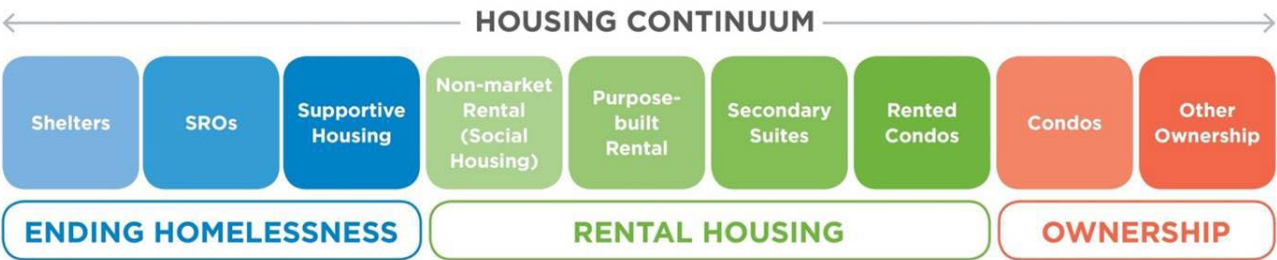 HOUSING CONTINUUM
Shelters
SROs
Supportive
Housing
Non-market
Rental
(Social
Housing)
Purpose-
built
Rental
Secondary
Suites
Rented
Condos
Condos
Other
Ownership
ENDING HOMELESSNESS
RENTAL HOUSING
OWNERSHIP